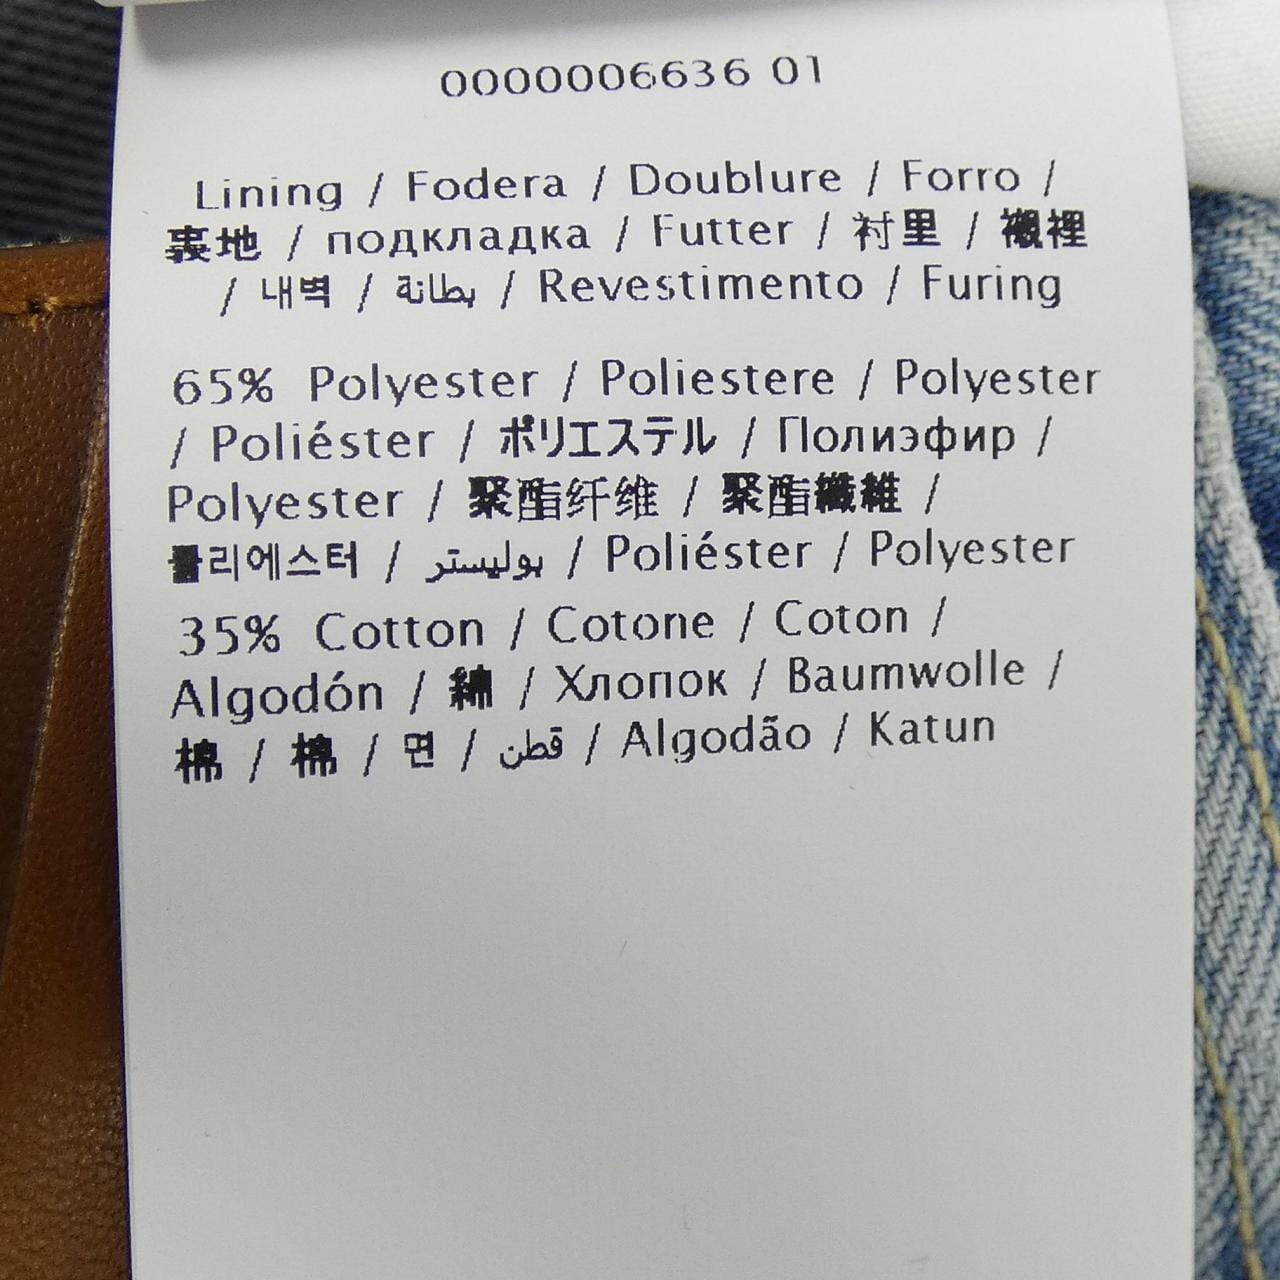 0000006636 01
Lining / Fodera / Doublure / Forro /
裏地 / подкладка / Futter / 衬里 / 襯裡
/ 내벽 / بطانة / Revestimento / Furing
65% Polyester / Poliestere / Polyester
/ Poliéster / ポリエステル / Полиэфир /
Polyester / 聚酯纤维 / 聚酯纖維 /
폴리에스터 / بوليستر / Poliéster / Polyester
35% Cotton / Cotone / Coton /
Algodón / 綿 / Хлопок / Baumwolle /
棉 / 棉 / 면 / قطن / Algodão / Katun